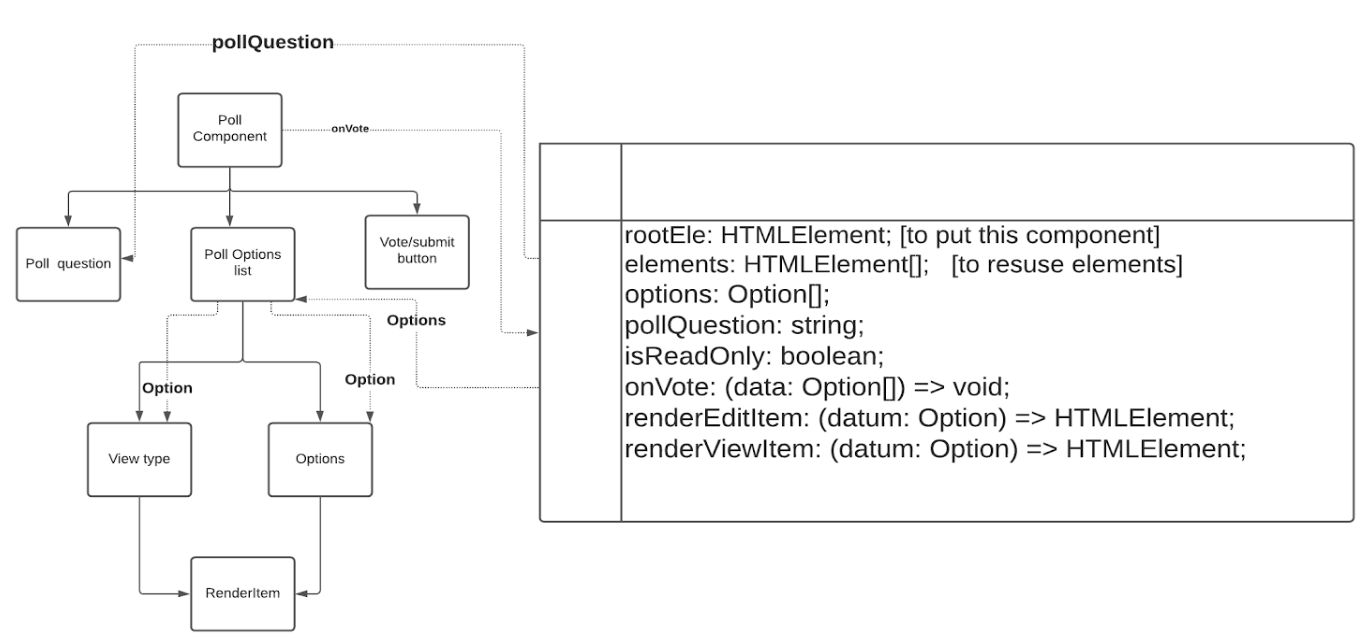 pollQuestion
Poll
Component
onVote
Poll question
Poll Options
list
Vote/submit
button
Options
Option
Option
View type
Options
RenderItem
rootEle: HTMLElement; [to put this component]
elements: HTMLElement[]; [to resuse elements]
options: Option[];
pollQuestion: string;
isReadOnly: boolean;
onVote: (data: Option[]) => void;
renderEditItem: (datum: Option) => HTMLElement;
renderViewItem: (datum: Option) => HTMLElement;